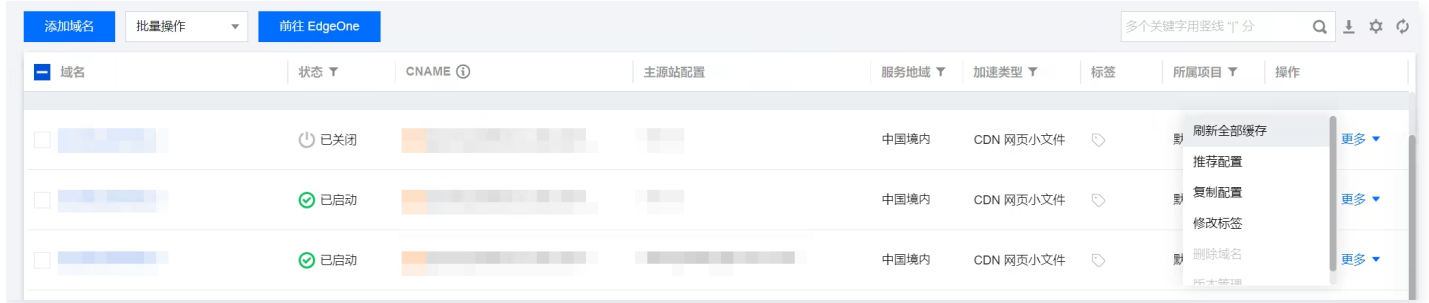 添加域名 批量操作 前往 EdgeOne 多个关键字用竖线 "|" 分
域名 状态 CNAME 主源站配置 服务地域 加速类型 标签 所属项目 操作
已关闭 中国境内 CDN 网页小文件 默 刷新全部缓存 更多
推荐配置
已启动 中国境内 CDN 网页小文件 复制配置 更多
修改标签
已启动 中国境内 CDN 网页小文件 删除域名 更多
版本管理